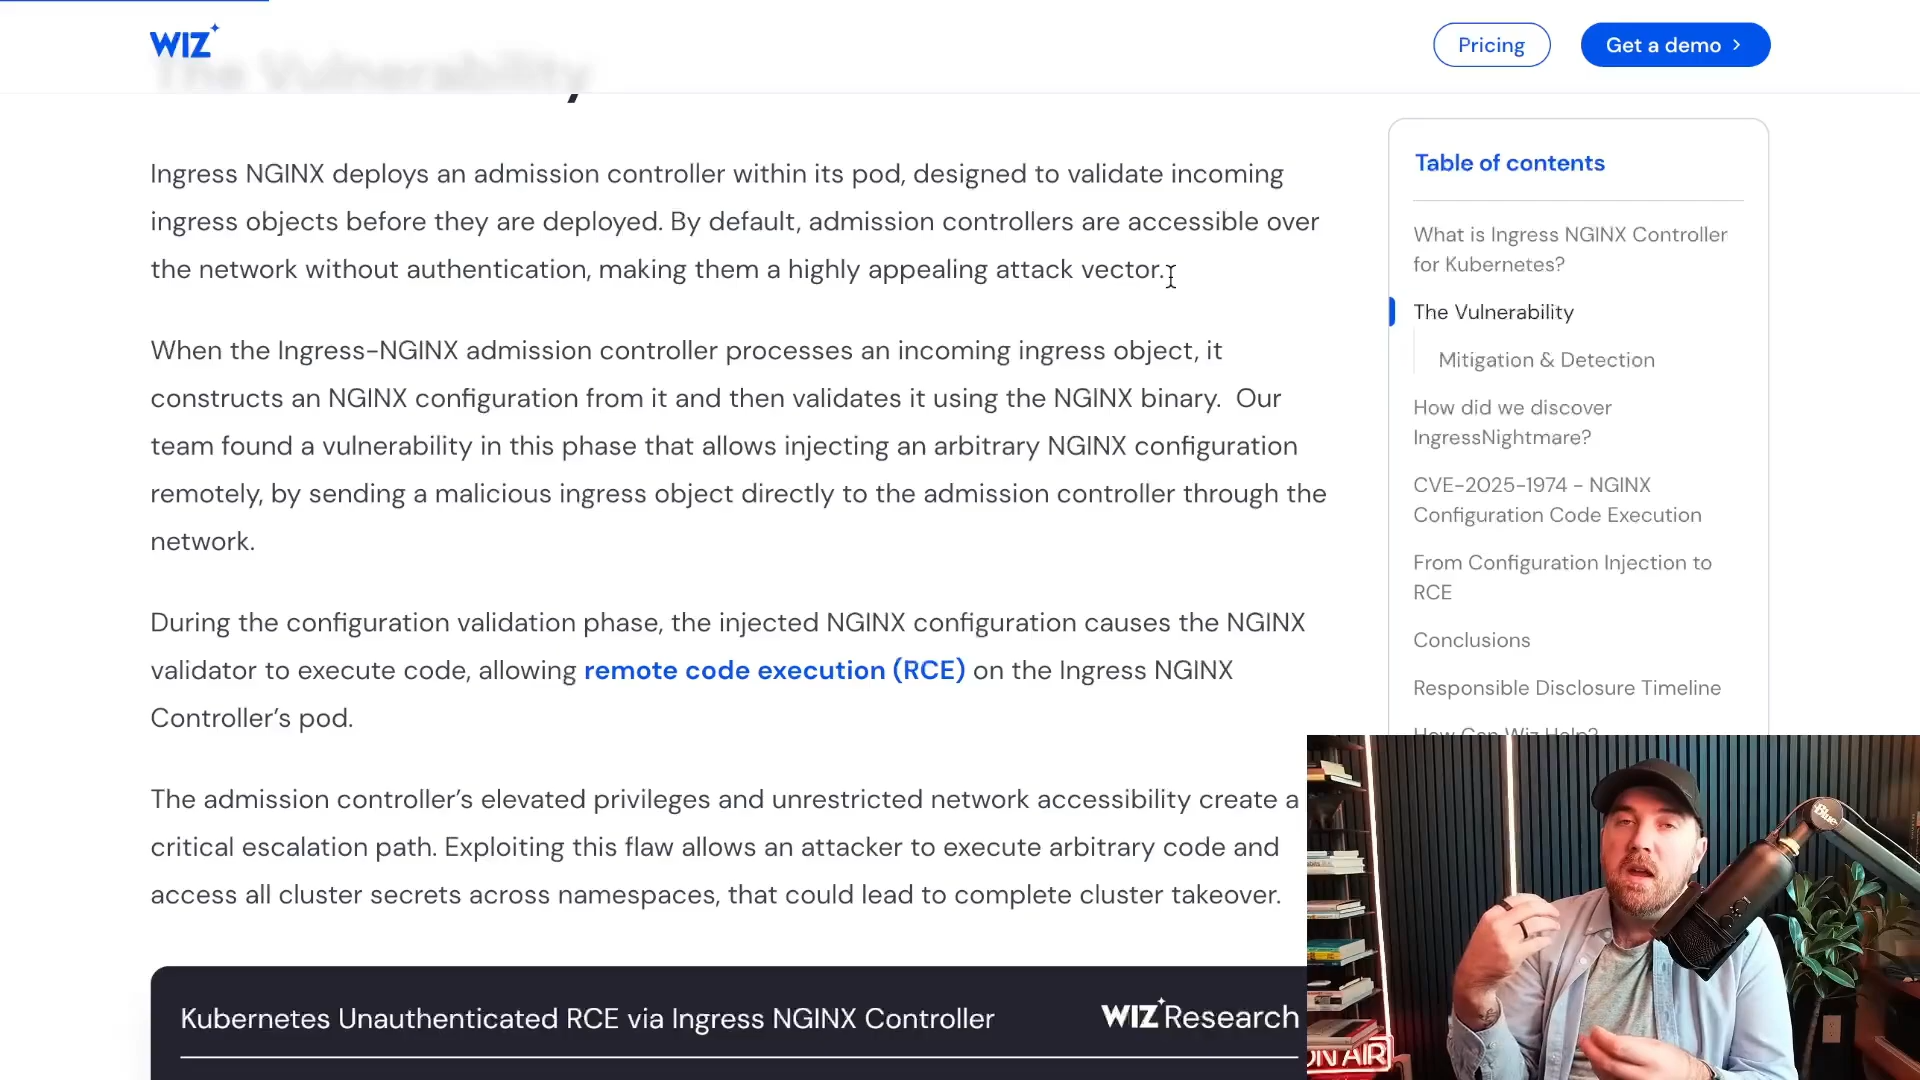 WIZ
Pricing
Get a demo
The Vulnerability
Ingress NGINX deploys an admission controller within its pod, designed to validate incoming
ingress objects before they are deployed. By default, admission controllers are accessible over
the network without authentication, making them a highly appealing attack vector.
When the Ingress-NGINX admission controller processes an incoming ingress object, it
constructs an NGINX configuration from it and then validates it using the NGINX binary.  Our
team found a vulnerability in this phase that allows injecting an arbitrary NGINX configuration
remotely, by sending a malicious ingress object directly to the admission controller through the
network.
During the configuration validation phase, the injected NGINX configuration causes the NGINX
validator to execute code, allowing remote code execution (RCE) on the Ingress NGINX
Controller’s pod.
The admission controller’s elevated privileges and unrestricted network accessibility create a
critical escalation path. Exploiting this flaw allows an attacker to execute arbitrary code and
access all cluster secrets across namespaces, that could lead to complete cluster takeover.
Kubernetes Unauthenticated RCE via Ingress NGINX Controller
WIZ Research
Table of contents
What is Ingress NGINX Controller
for Kubernetes?
The Vulnerability
Mitigation & Detection
How did we discover
IngressNightmare?
CVE-2025-1974 - NGINX
Configuration Code Execution
From Configuration Injection to
RCE
Conclusions
Responsible Disclosure Timeline
How Can Wiz Help?
Blue
ON AIR